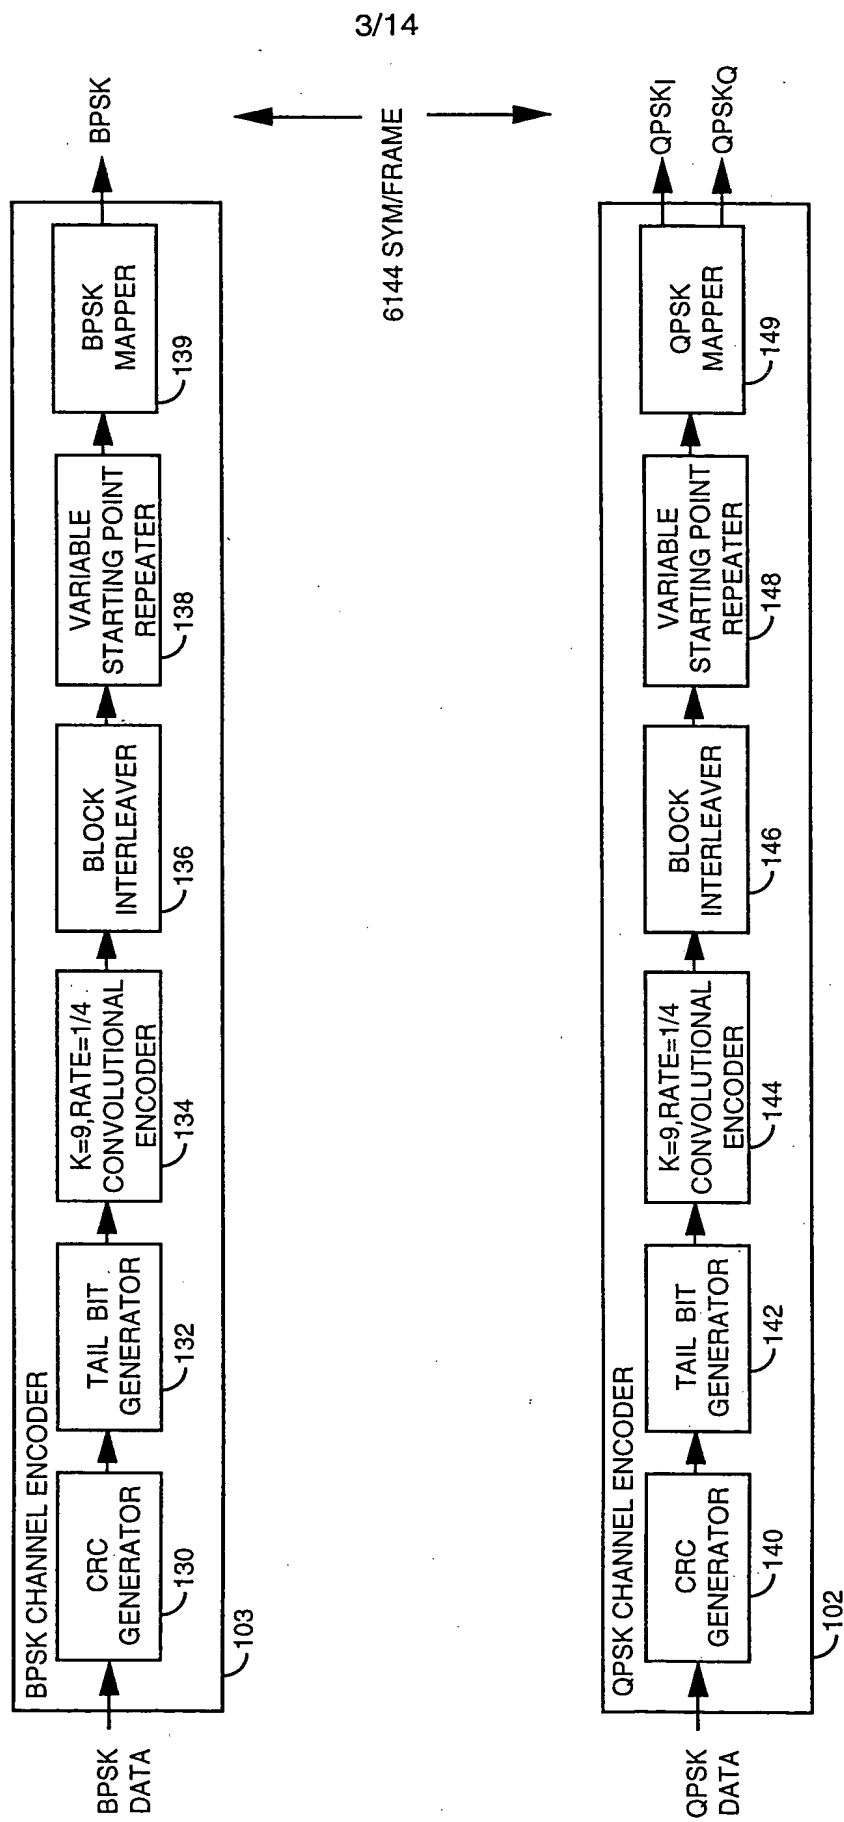 3/14
BPSK CHANNEL ENCODER
BPSK
DATA
CRC
GENERATOR
130
TAIL BIT
GENERATOR
132
K=9,RATE=1/4
CONVOLUTIONAL
ENCODER
134
BLOCK
INTERLEAVER
136
VARIABLE
STARTING POINT
REPEATER
138
BPSK
MAPPER
139
BPSK
103
6144 SYM/FRAME
QPSK CHANNEL ENCODER
QPSK
DATA
CRC
GENERATOR
140
TAIL BIT
GENERATOR
142
K=9,RATE=1/4
CONVOLUTIONAL
ENCODER
144
BLOCK
INTERLEAVER
146
VARIABLE
STARTING POINT
REPEATER
148
QPSK
MAPPER
149
QPSKI
QPSKQ
102